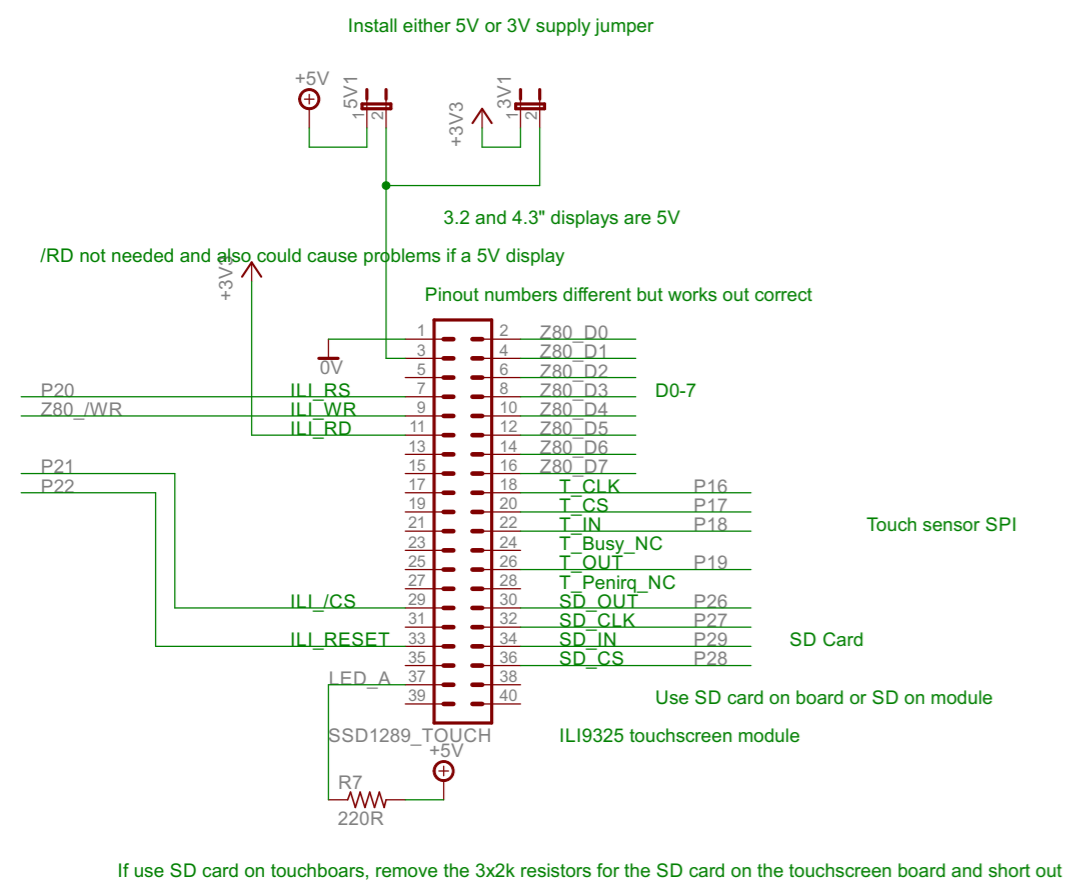 Install either 5V or 3V supply jumper
+5V
5V1
1
2
+3V3
3V1
1
2
3.2 and 4.3" displays are 5V
/RD not needed and also could cause problems if a 5V display
+3V3
Pinout numbers different but works out correct
1 2 Z80_D0
0V
3 4 Z80_D1
5 6 Z80_D2
P20 ILI_RS 7 8 Z80_D3 D0-7
Z80_/WR ILI_WR 9 10 Z80_D4
ILI_RD 11 12 Z80_D5
13 14 Z80_D6
P21 15 16 Z80_D7
P22 17 18 T_CLK P16
19 20 T_CS P17
21 22 T_IN P18 Touch sensor SPI
23 24 T_Busy_NC
25 26 T_OUT P19
27 28 T_Penirq_NC
ILI_/CS 29 30 SD_OUT P26
31 32 SD_CLK P27
ILI_RESET 33 34 SD_IN P29 SD Card
35 36 SD_CS P28
LED_A 37 38
39 40
Use SD card on board or SD on module
SSD1289_TOUCH ILI9325 touchscreen module
+5V
R7
220R
If use SD card on touchboars, remove the 3x2k resistors for the SD card on the touchscreen board and short out